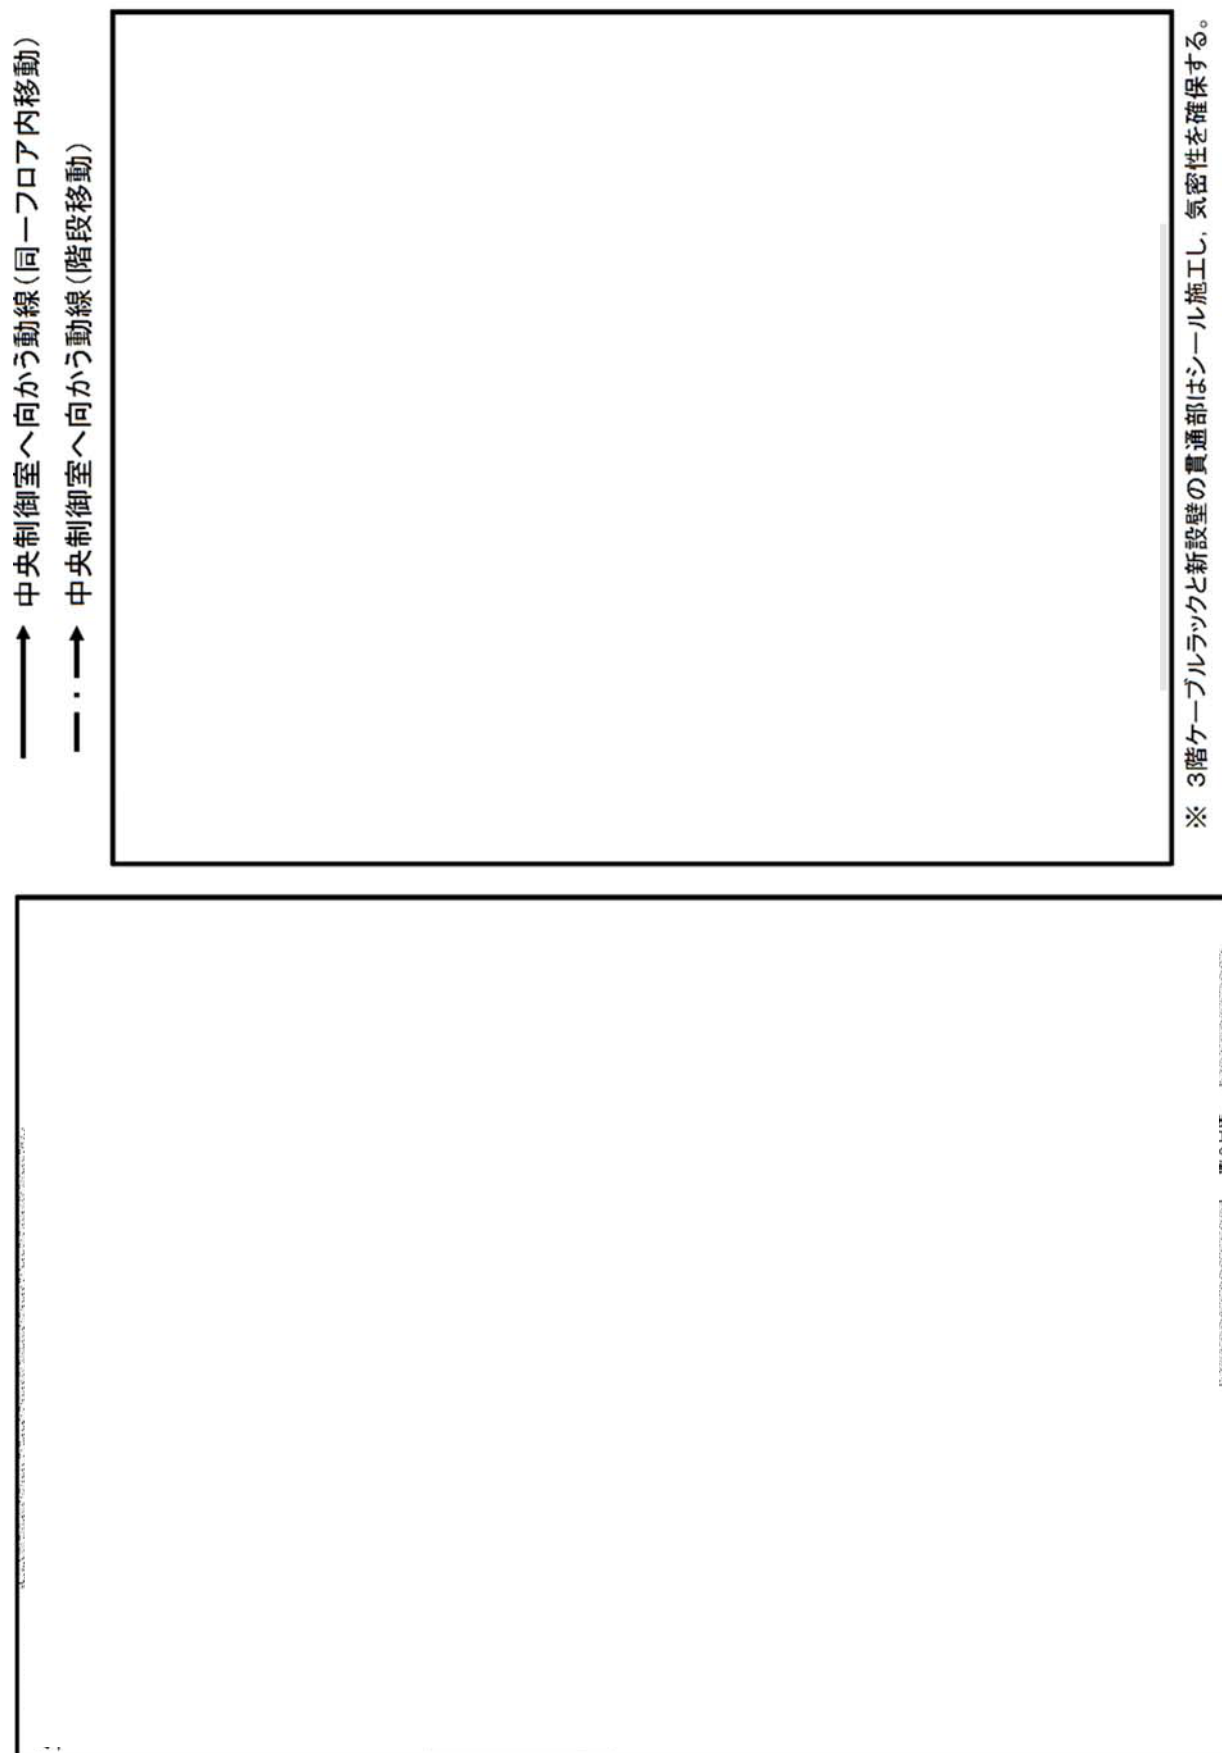 中央制御室へ向かう動線(同一フロア内移動)
中央制御室へ向かう動線(階段移動)
※ 3階ケーブルラックと新設壁の貫通部はシール施工し，気密性を確保する。